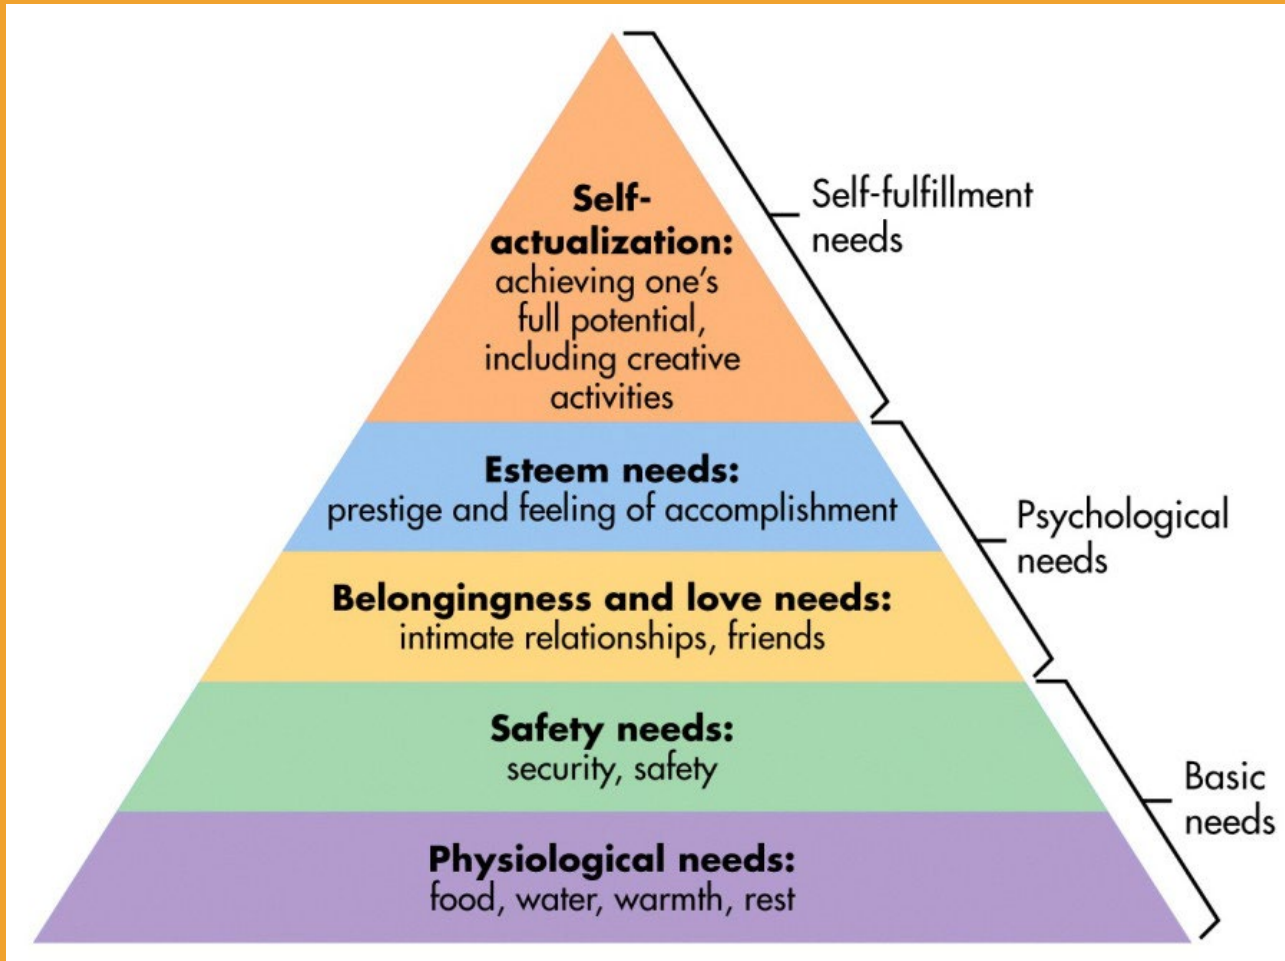 Self-
actualization:
achieving one's
full potential,
including creative
activities
Self-fulfillment
needs
Esteem needs:
prestige and feeling of accomplishment
Psychological
needs
Belongingness and love needs:
intimate relationships, friends
Safety needs:
security, safety
Basic
needs
Physiological needs:
food, water, warmth, rest